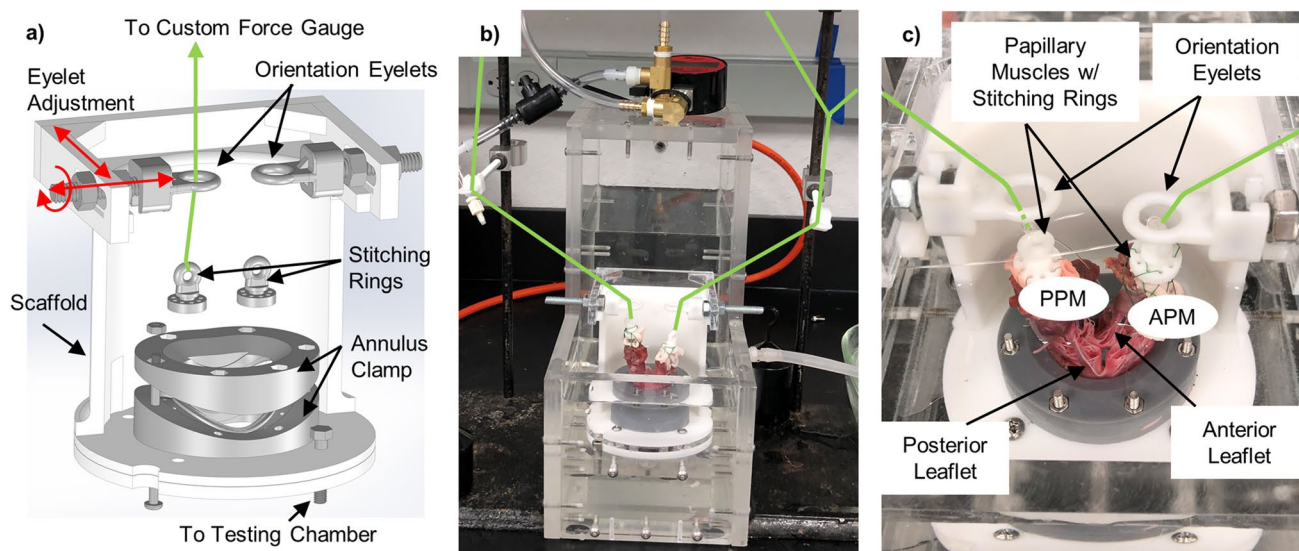 a)
To Custom Force Gauge
Eyelet
Adjustment
Orientation Eyelets
Stitching
Rings
Scaffold
Annulus
Clamp
To Testing Chamber
b)
c)
Papillary
Muscles w/
Stitching Rings
Orientation
Eyelets
PPM
APM
Posterior
Leaflet
Anterior
Leaflet